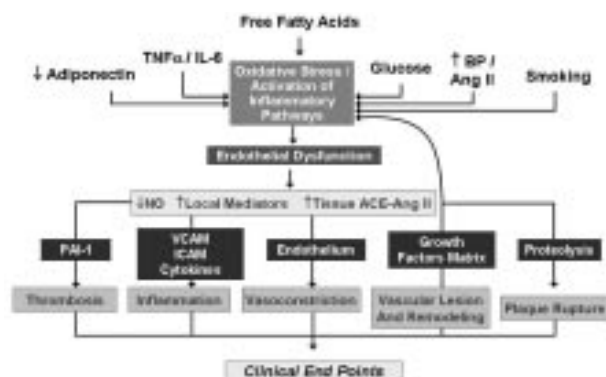 Free Fatty Acids
TNFα / IL-6
Glucose
↑ BP /
Ang II
↓ Adiponectin
Smoking
Oxidative Stress /
Activation of
Inflammatory
Pathways
Endothelial Dysfunction
↓NO ↑Local Mediators ↑Tissue ACE-Ang II
PAI-1
VCAM
ICAM
Cytokines
Endothelium
Growth
Factors Matrix
Proteolysis
Thrombosis
Inflammation
Vasoconstriction
Vascular Lesion
And Remodeling
Plaque Rupture
Clinical End Points